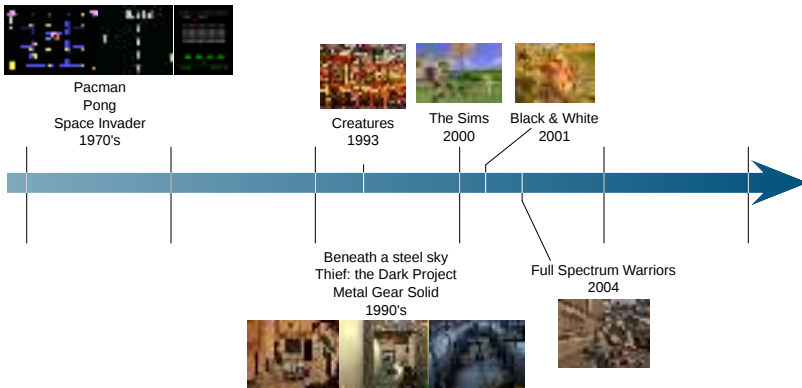 Pacman
Pong
Space Invader
1970's
Creatures
1993
The Sims
2000
Black & White
2001
Beneath a steel sky
Thief: the Dark Project
Metal Gear Solid
1990's
Full Spectrum Warriors
2004